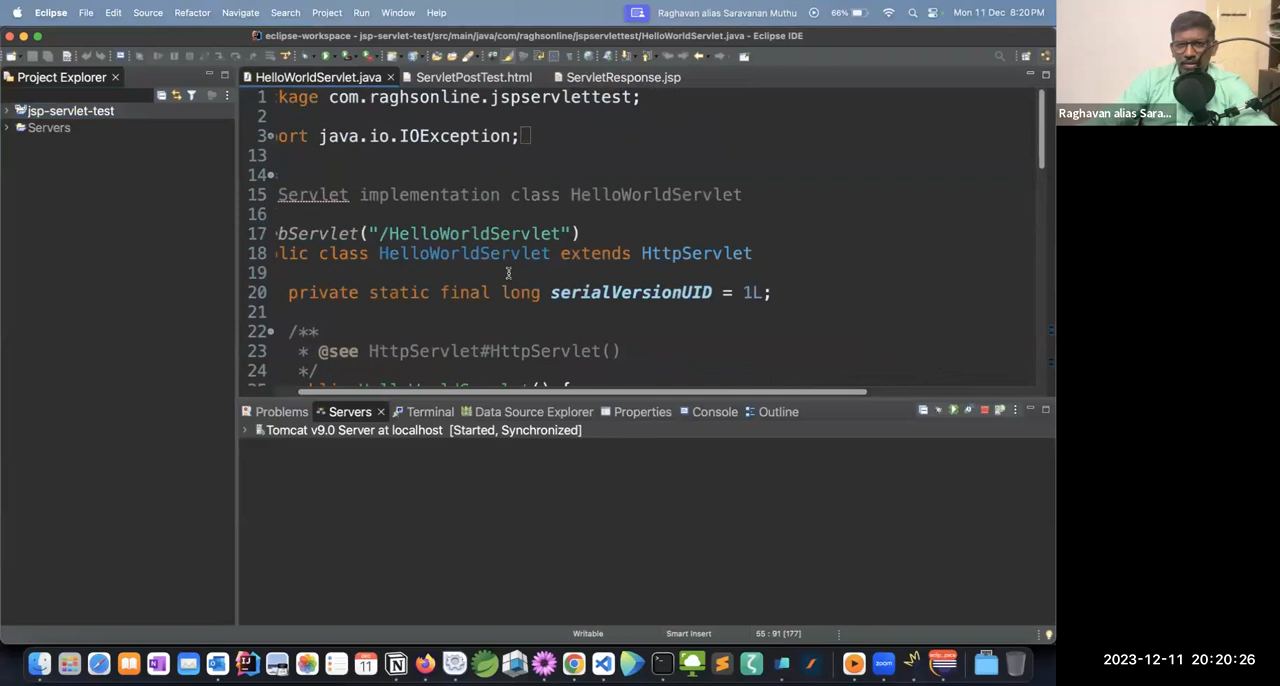 Eclipse File Edit Source Refactor Navigate Search Project Run Window Help Raghavan alias Saravanan Muthu 66% Mon 11 Dec 8:20 PM
eclipse-workspace - jsp-servlet-test/src/main/java/com/raghsonline/jspservlettest/HelloWorldServlet.java - Eclipse IDE
Project Explorer
HelloWorldServlet.java ServletPostTest.html ServletResponse.jsp
jsp-servlet-test
Servers
1 kage com.raghsonline.jspservlettest;
2
3 ort java.io.IOException;
13
14
15 Servlet implementation class HelloWorldServlet
16
17 bServlet("/HelloWorldServlet")
18 lic class HelloWorldServlet extends HttpServlet
19
20 private static final long serialVersionUID = 1L;
21
22 /**
23 * @see HttpServlet#HttpServlet()
24 */
Problems Servers Terminal Data Source Explorer Properties Console Outline
Tomcat v9.0 Server at localhost [Started, Synchronized]
Writable Smart Insert 55 : 91 [177]
Raghavan alias Sara...
DEC 11
zoom
2023-12-11 20:20:26